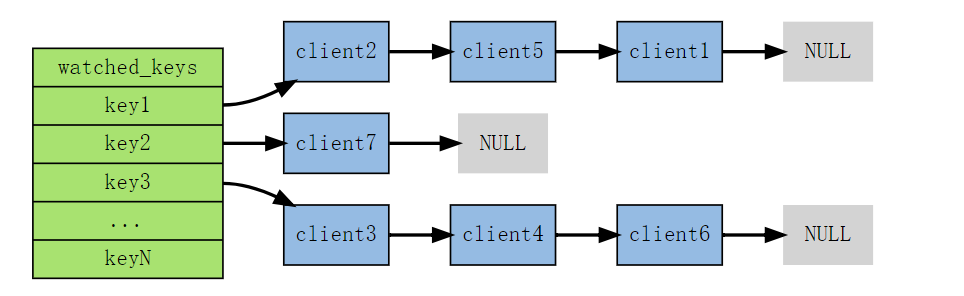 watched_keys
key1
key2
key3
...
keyN
client2
client5
client1
NULL
client7
NULL
client3
client4
client6
NULL